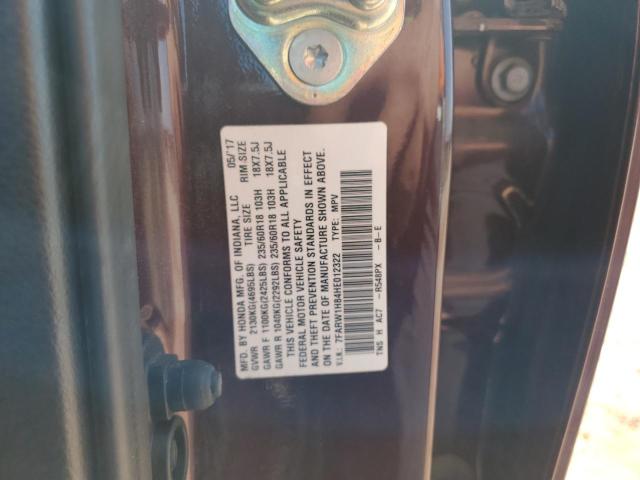 MFD. BY HONDA MFG. OF INDIANA, LLC 05/'17
GVWR 2130KG(4695LBS) TIRE SIZE RIM SIZE
GAWR F 1100KG(2425LBS) 235/60R18 103H 18X7.5J
GAWR R 1040KG(2292LBS) 235/60R18 103H 18X7.5J
THIS VEHICLE CONFORMS TO ALL APPLICABLE
FEDERAL MOTOR VEHICLE SAFETY
AND THEFT PREVENTION STANDARDS IN EFFECT
ON THE DATE OF MANUFACTURE SHOWN ABOVE.
V.I.N.: 7FARW1H84HE012322 TYPE: MPV
TNS H AC7 -R548PX -B-E